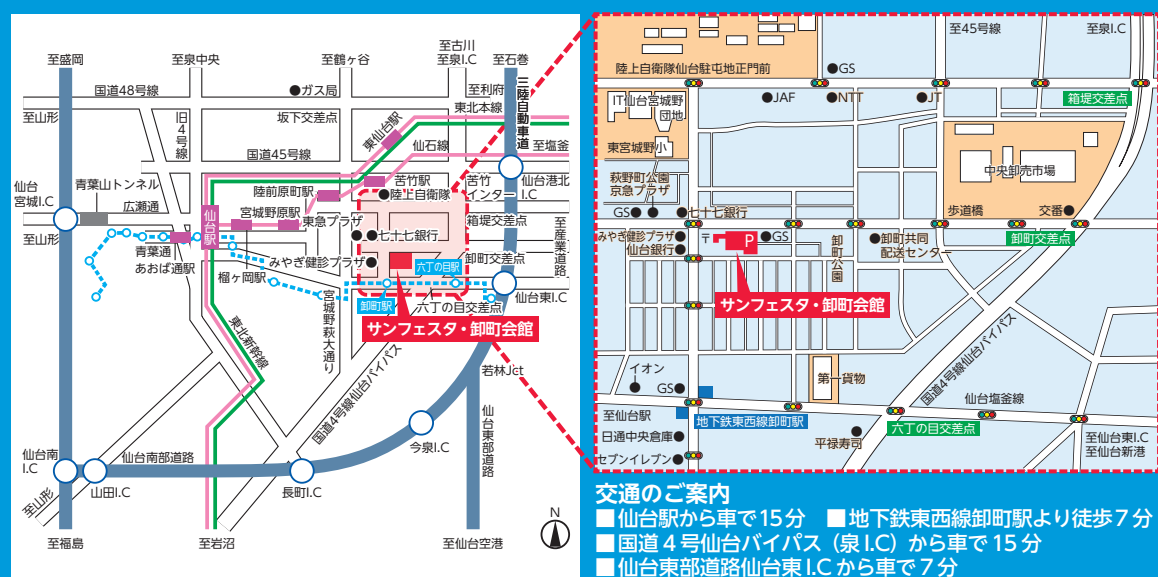 至盛岡
至泉中央
至鶴ヶ谷
至古川
至泉I.C
至石巻
国道48号線
ガス局
至利府
三陸自動車道
東北本線
至山形
旧4号線
坂下交差点
東仙台駅
仙石線
国道45号線
至塩釜
仙台宮城I.C
青葉山トンネル
陸前原町駅
苦竹駅
苦竹インター
仙台港北I.C
陸上自衛隊
広瀬通
仙台駅
宮城野原駅
東急プラザ
箱堤交差点
七十七銀行
至産業道路
至山形
青葉通
あおば通駅
榴ヶ岡駅
みやぎ健診プラザ
卸町交差点
六丁の目駅
宮城野萩大通り
卸町駅
六丁の目交差点
仙台東I.C
サンフェスタ・卸町会館
東北新幹線
国道4号線仙台バイパス
若林Jct
仙台東部道路
今泉I.C
仙台南I.C
仙台南部道路
山田I.C
長町I.C
至山形
至福島
至岩沼
至仙台空港
N
至45号線
至泉I.C
陸上自衛隊仙台駐屯地正門前
GS
JAF
NTT
JT
箱堤交差点
IT仙台宮城野団地
東宮城野小
中央卸売市場
萩野町公園
京急プラザ
GS
七十七銀行
歩道橋
交番
みやぎ健診プラザ
〒
P
GS
卸町公園
卸町共同
配送センタ
卸町交差点
仙台銀行
サンフェスタ・卸町会館
国道4号線仙台バイパス
イオン
GS
第一貨物
至仙台駅
地下鉄東西線卸町駅
仙台塩釜線
六丁の目交差点
日通中央倉庫
平禄寿司
至仙台東I.C
至仙台新港
セブンイレブン
交通のご案内
■仙台駅から車で15分 ■地下鉄東西線卸町駅より徒歩7分
■国道4号仙台バイパス（泉I.C）から車で15分
■仙台東部道路仙台東I.Cから車で7分